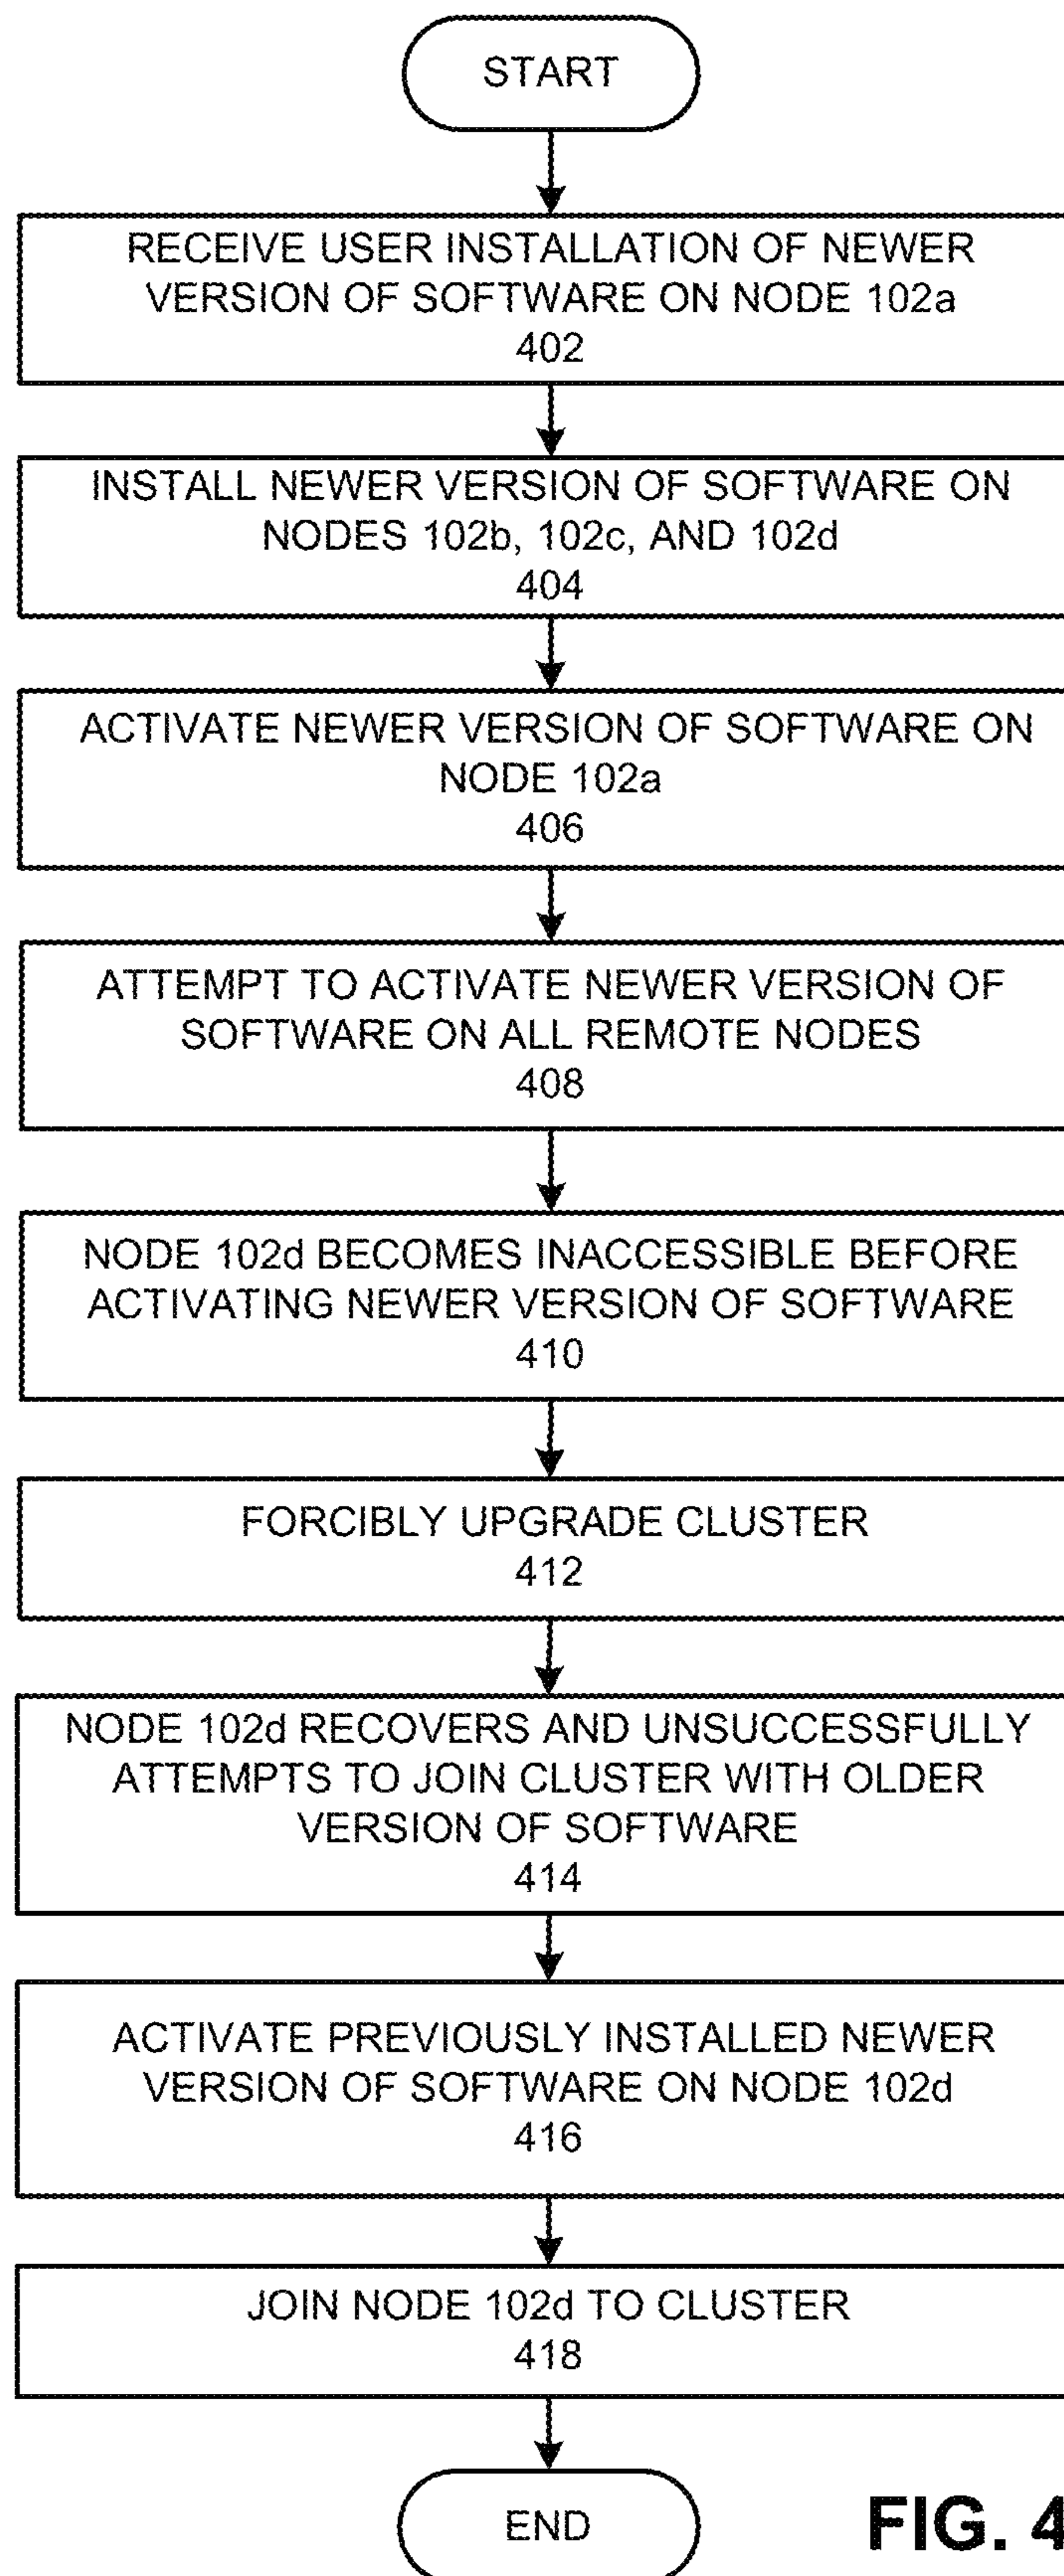 START
RECEIVE USER INSTALLATION OF NEWER
VERSION OF SOFTWARE ON NODE 102a
402
INSTALL NEWER VERSION OF SOFTWARE ON
NODES 102b, 102c, AND 102d
404
ACTIVATE NEWER VERSION OF SOFTWARE ON
NODE 102a
406
ATTEMPT TO ACTIVATE NEWER VERSION OF
SOFTWARE ON ALL REMOTE NODES
408
NODE 102d BECOMES INACCESSIBLE BEFORE
ACTIVATING NEWER VERSION OF SOFTWARE
410
FORCIBLY UPGRADE CLUSTER
412
NODE 102d RECOVERS AND UNSUCCESSFULLY
ATTEMPTS TO JOIN CLUSTER WITH OLDER
VERSION OF SOFTWARE
414
ACTIVATE PREVIOUSLY INSTALLED NEWER
VERSION OF SOFTWARE ON NODE 102d
416
JOIN NODE 102d TO CLUSTER
418
END
FIG. 4